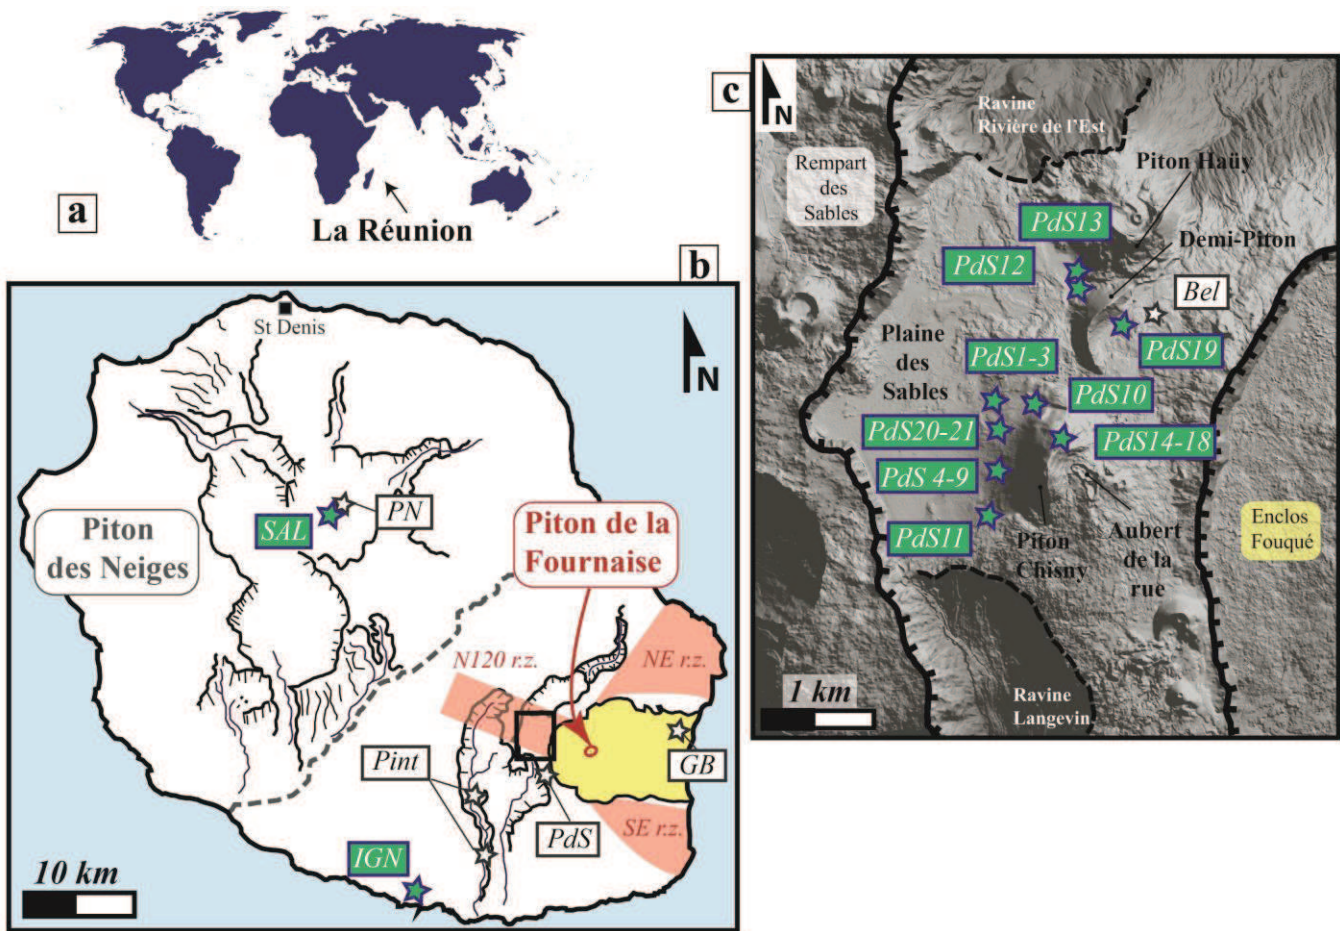 a
La Réunion
b
St Denis
N
PN
SAL
Piton
des Neiges
Piton de la
Fournaise
N120 r.z.
NE r.z.
Pint
GB
PdS
SE r.z.
IGN
10 km
c
N
Ravine
Rivière de l'Est
Rempart
des
Sables
Piton Haüy
PdS13
Demi-Piton
PdS12
Bel
Plaine
des
Sables
PdS1-3
PdS19
PdS10
PdS20-21
PdS14-18
PdS 4-9
PdS11
Piton
Chisny
Aubert
de la
rue
Enclos
Fouqué
1 km
Ravine
Langevin